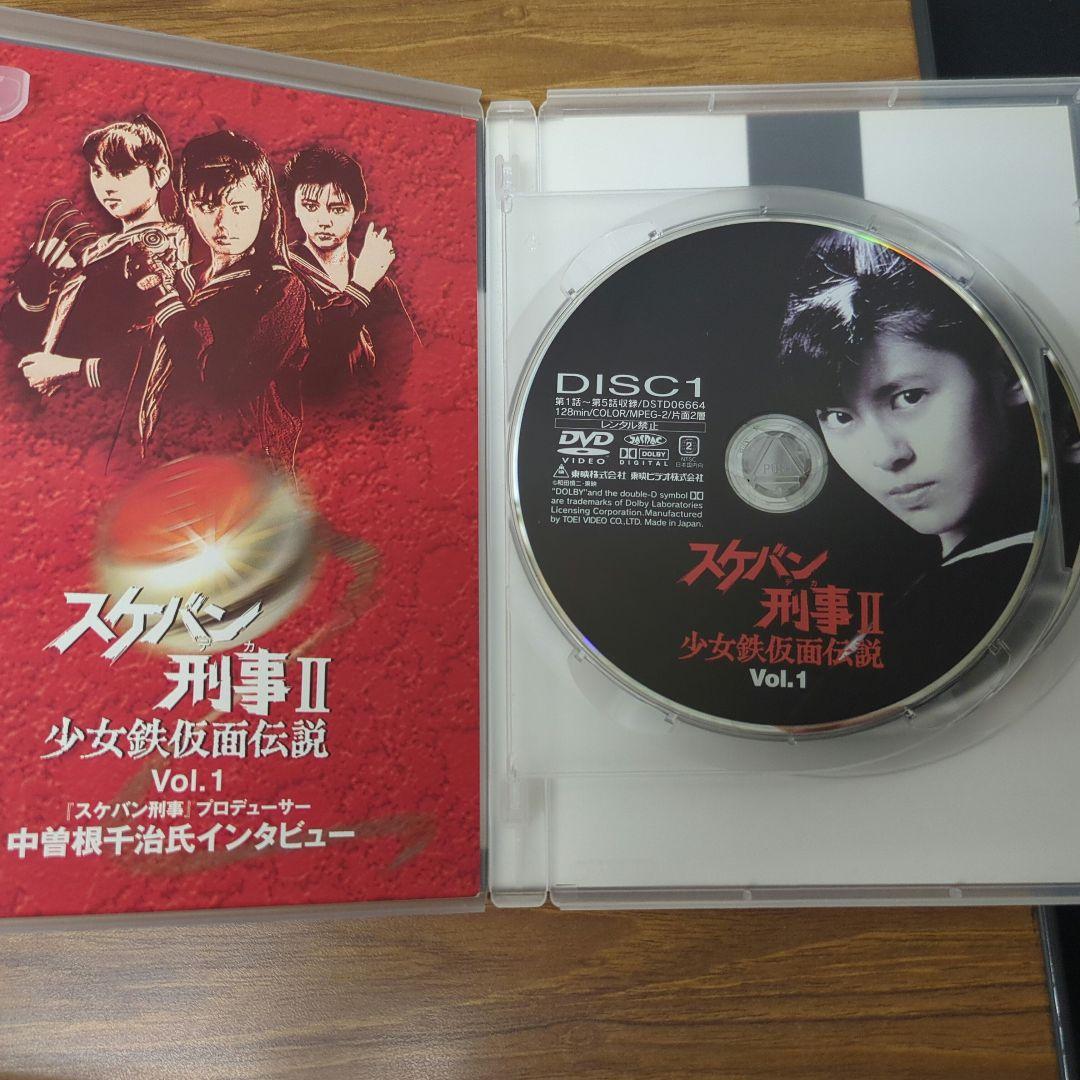 スケバン
デカ
刑事II
少女鉄仮面伝説
Vol.1
『スケバン刑事』プロデューサー
中曽根千治氏インタビュー
DISC1
第1話～第5話収録/DSTD06664
128min/COLOR/MPEG-2/片面2層
レンタル禁止
DVD
VIDEO
DOLBY
DIGITAL
2
NTSC
日本国内向
東映株式会社 東映ビデオ株式会社
©和田慎二・東映
"DOLBY"and the double-D symbol
are trademarks of Dolby Laboratories
Licensing Corporation.Manufactured
by TOEI VIDEO CO.,LTD. Made in Japan.
PUSH
スケバン
デカ
刑事II
少女鉄仮面伝説
Vol.1